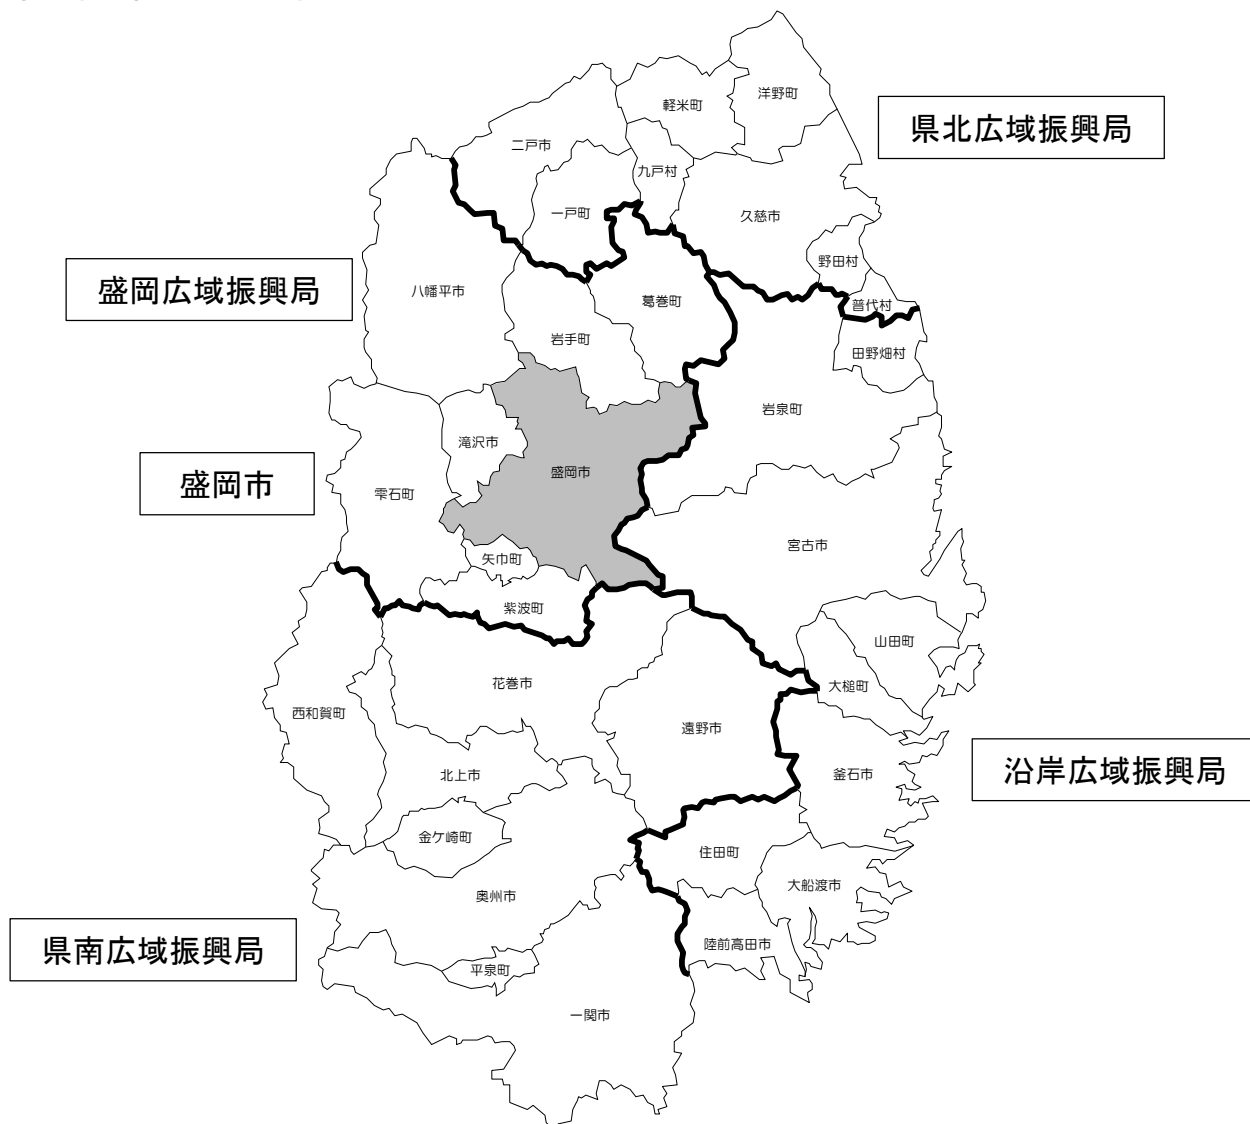 洋野町
軽米町
県北広域振興局
二戸市
九戸村
一戸町
久慈市
野田村
盛岡広域振興局
八幡平市
葛巻町
普代村
岩手町
田野畑村
岩泉町
滝沢市
盛岡市
盛岡市
雫石町
宮古市
矢巾町
紫波町
山田町
花巻市
大槌町
西和賀町
遠野市
北上市
釜石市
沿岸広域振興局
金ケ崎町
住田町
大船渡市
奥州市
県南広域振興局
陸前高田市
平泉町
一関市